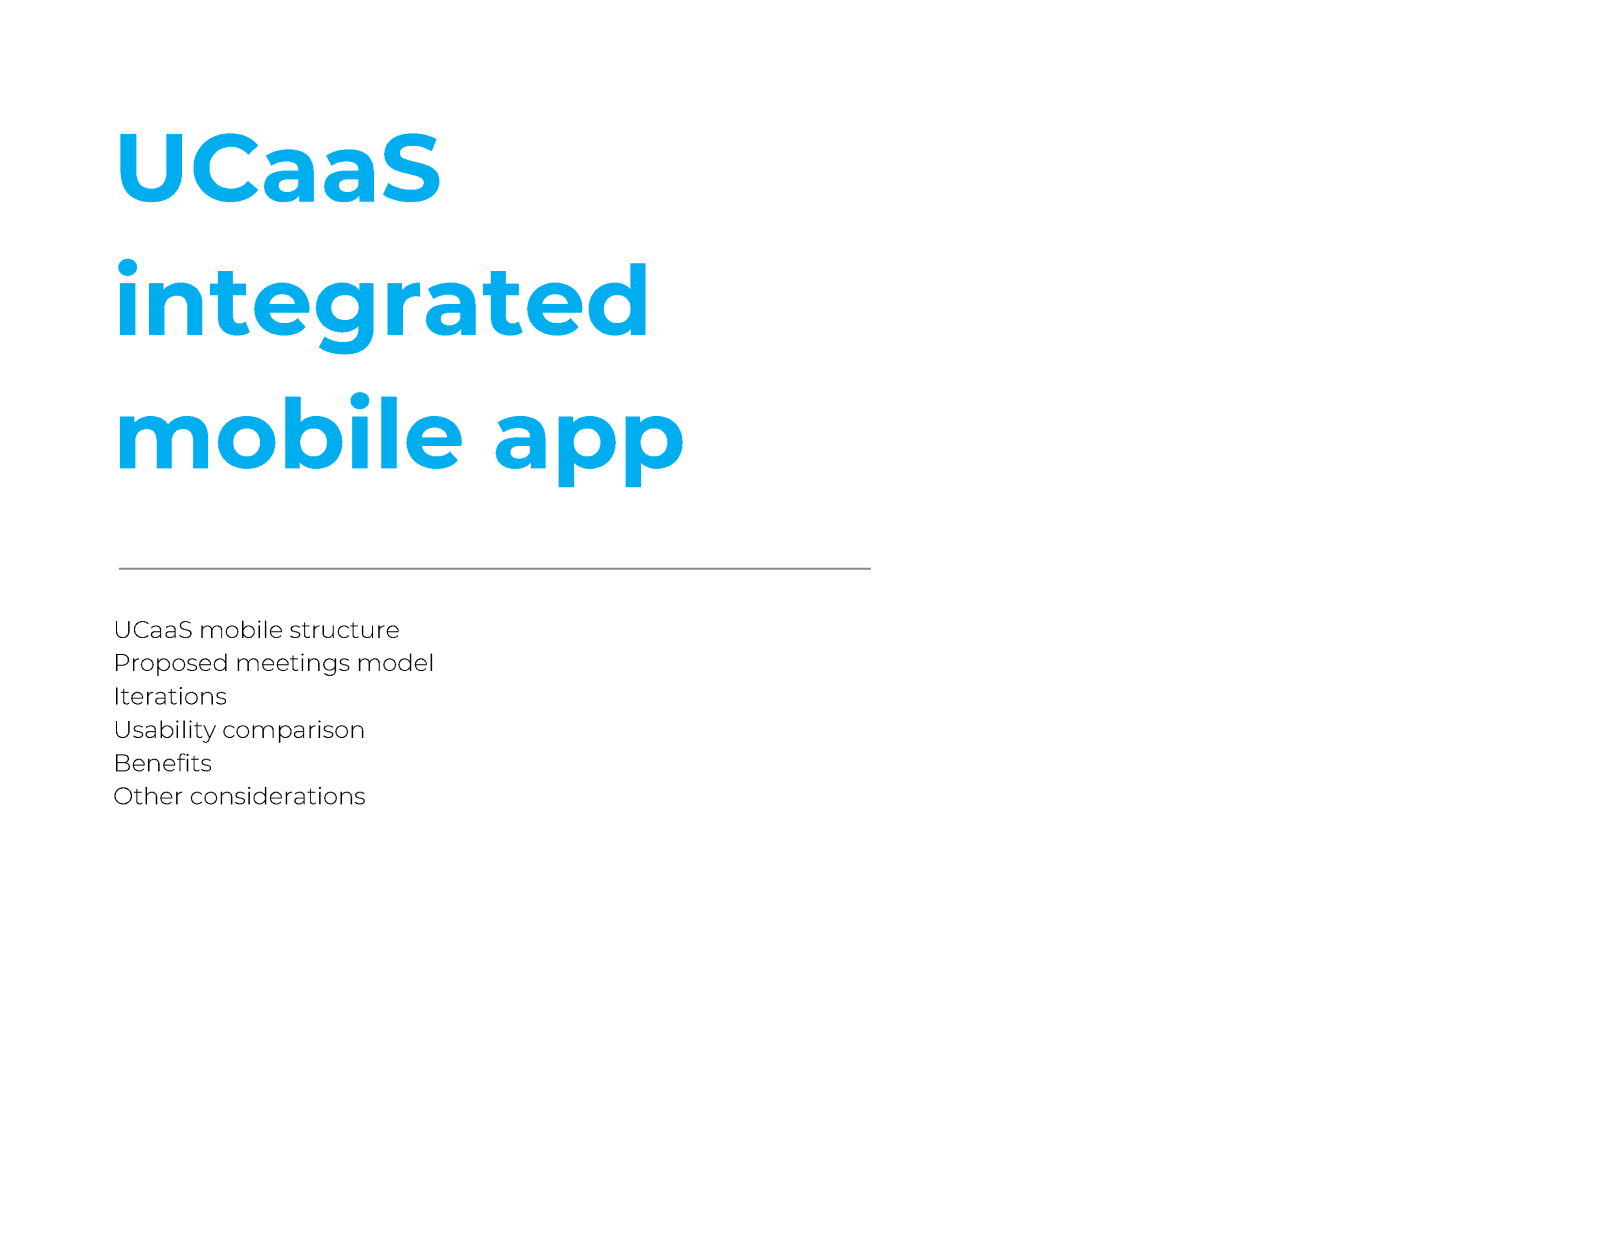 UCaaS
integrated
mobile app
UCaaS mobile structure
Proposed meetings model
Iterations
Usability comparison
Benefits
Other considerations